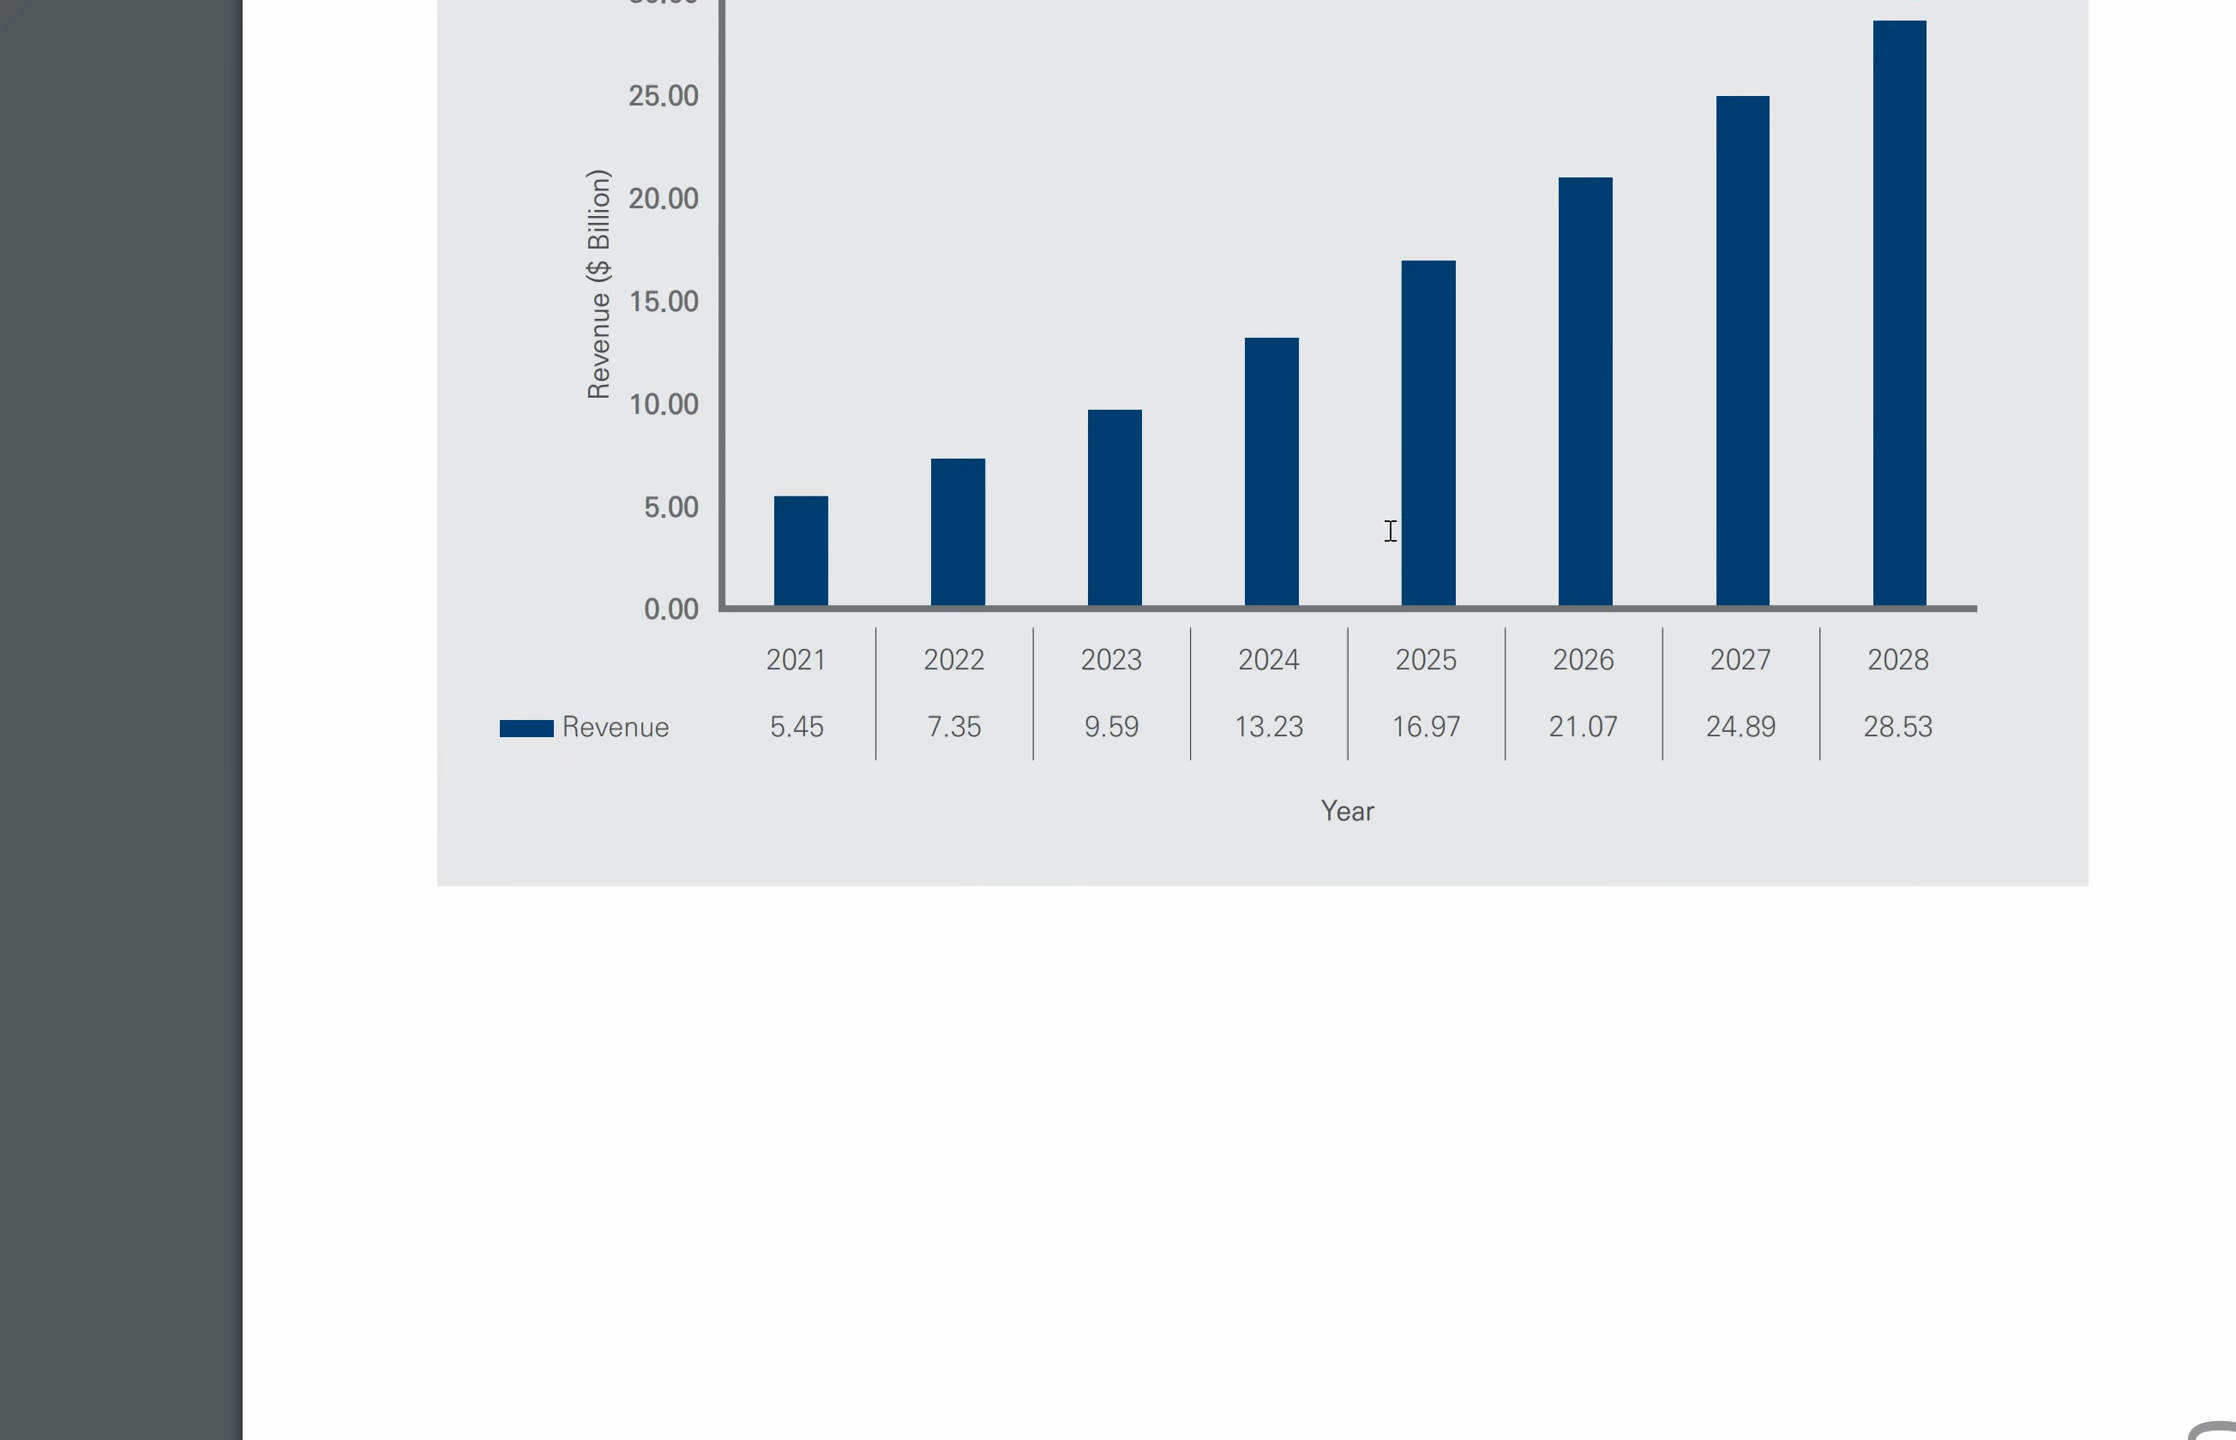 25.00
20.00
15.00
10.00
5.00
0.00
Revenue ($ Billion)
2021 2022 2023 2024 2025 2026 2027 2028
Revenue 5.45 7.35 9.59 13.23 16.97 21.07 24.89 28.53
Year